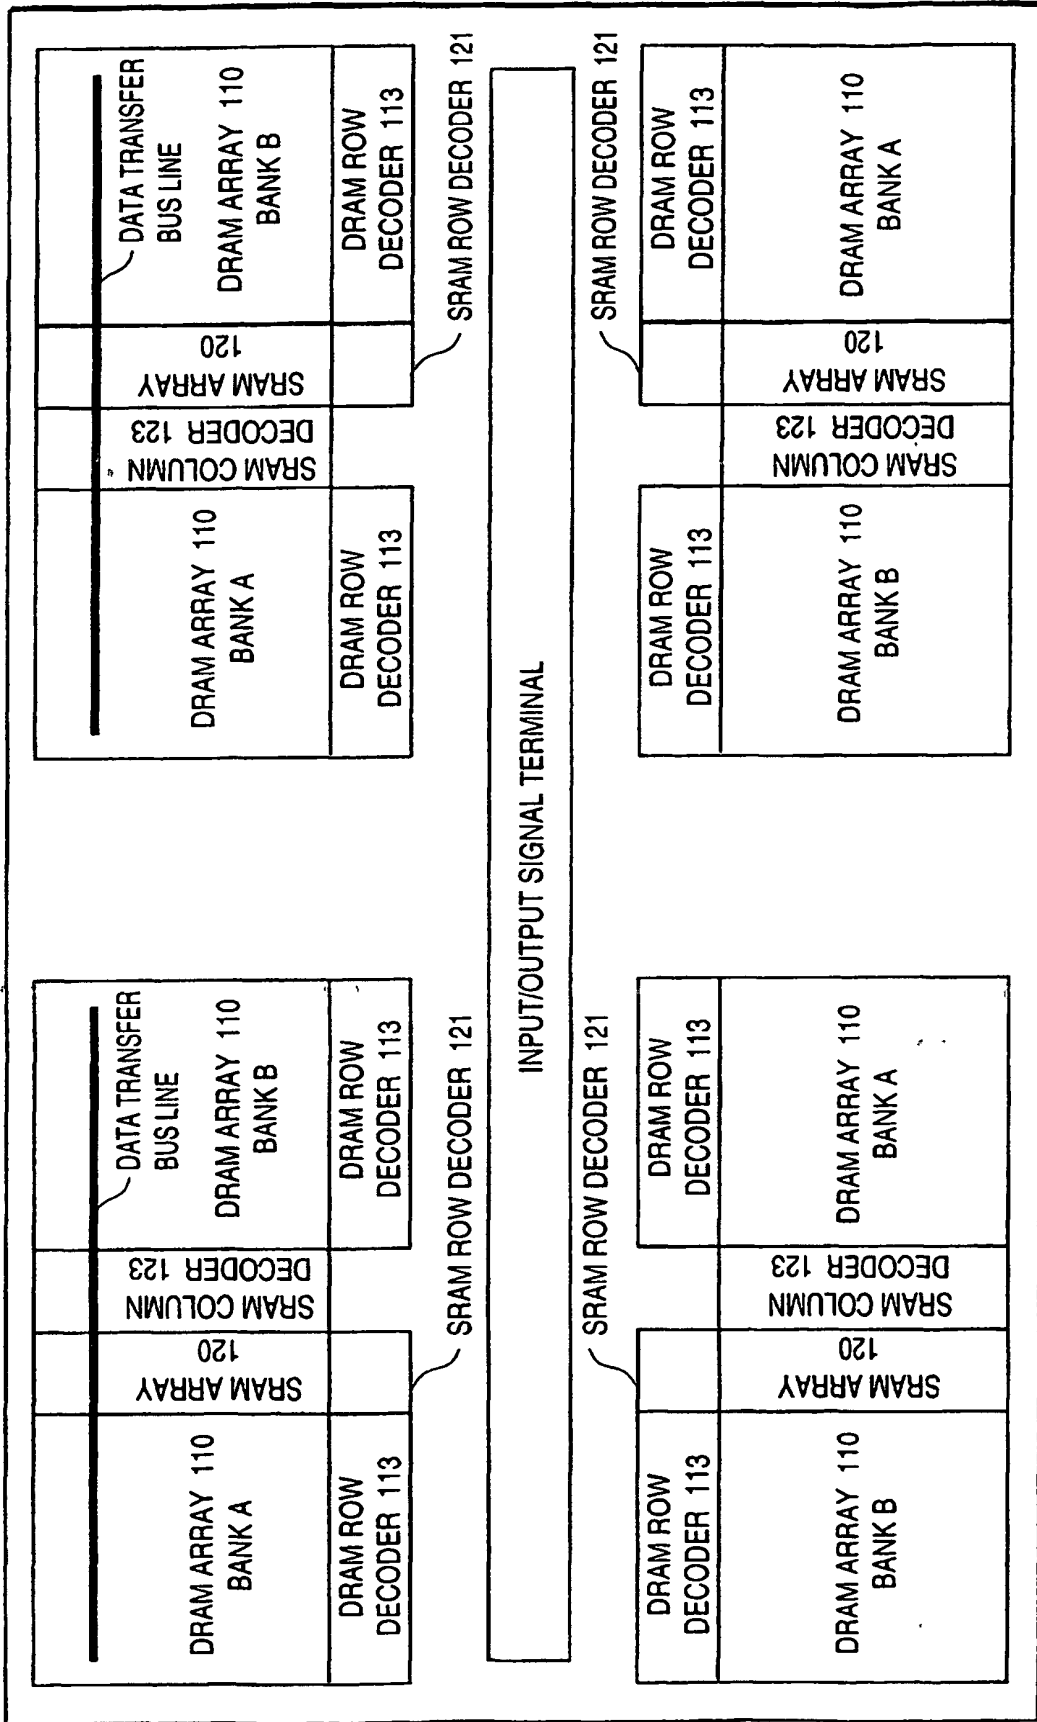 DATA TRANSFER
BUS LINE
DRAM ARRAY 110
BANK A
SRAM ARRAY
120
SRAM COLUMN
DECODER 123
DRAM ARRAY 110
BANK B
DRAM ROW
DECODER 113
DRAM ROW
DECODER 113
SRAM ROW DECODER 121
DATA TRANSFER
BUS LINE
DRAM ARRAY 110
BANK A
SRAM COLUMN
DECODER 123
SRAM ARRAY
120
DRAM ARRAY 110
BANK B
DRAM ROW
DECODER 113
DRAM ROW
DECODER 113
SRAM ROW DECODER 121
INPUT/OUTPUT SIGNAL TERMINAL
SRAM ROW DECODER 121
DRAM ROW
DECODER 113
DRAM ROW
DECODER 113
DRAM ARRAY 110
BANK B
SRAM ARRAY
120
SRAM COLUMN
DECODER 123
DRAM ARRAY 110
BANK A
SRAM ROW DECODER 121
DRAM ROW
DECODER 113
DRAM ROW
DECODER 113
DRAM ARRAY 110
BANK B
SRAM COLUMN
DECODER 123
SRAM ARRAY
120
DRAM ARRAY 110
BANK A